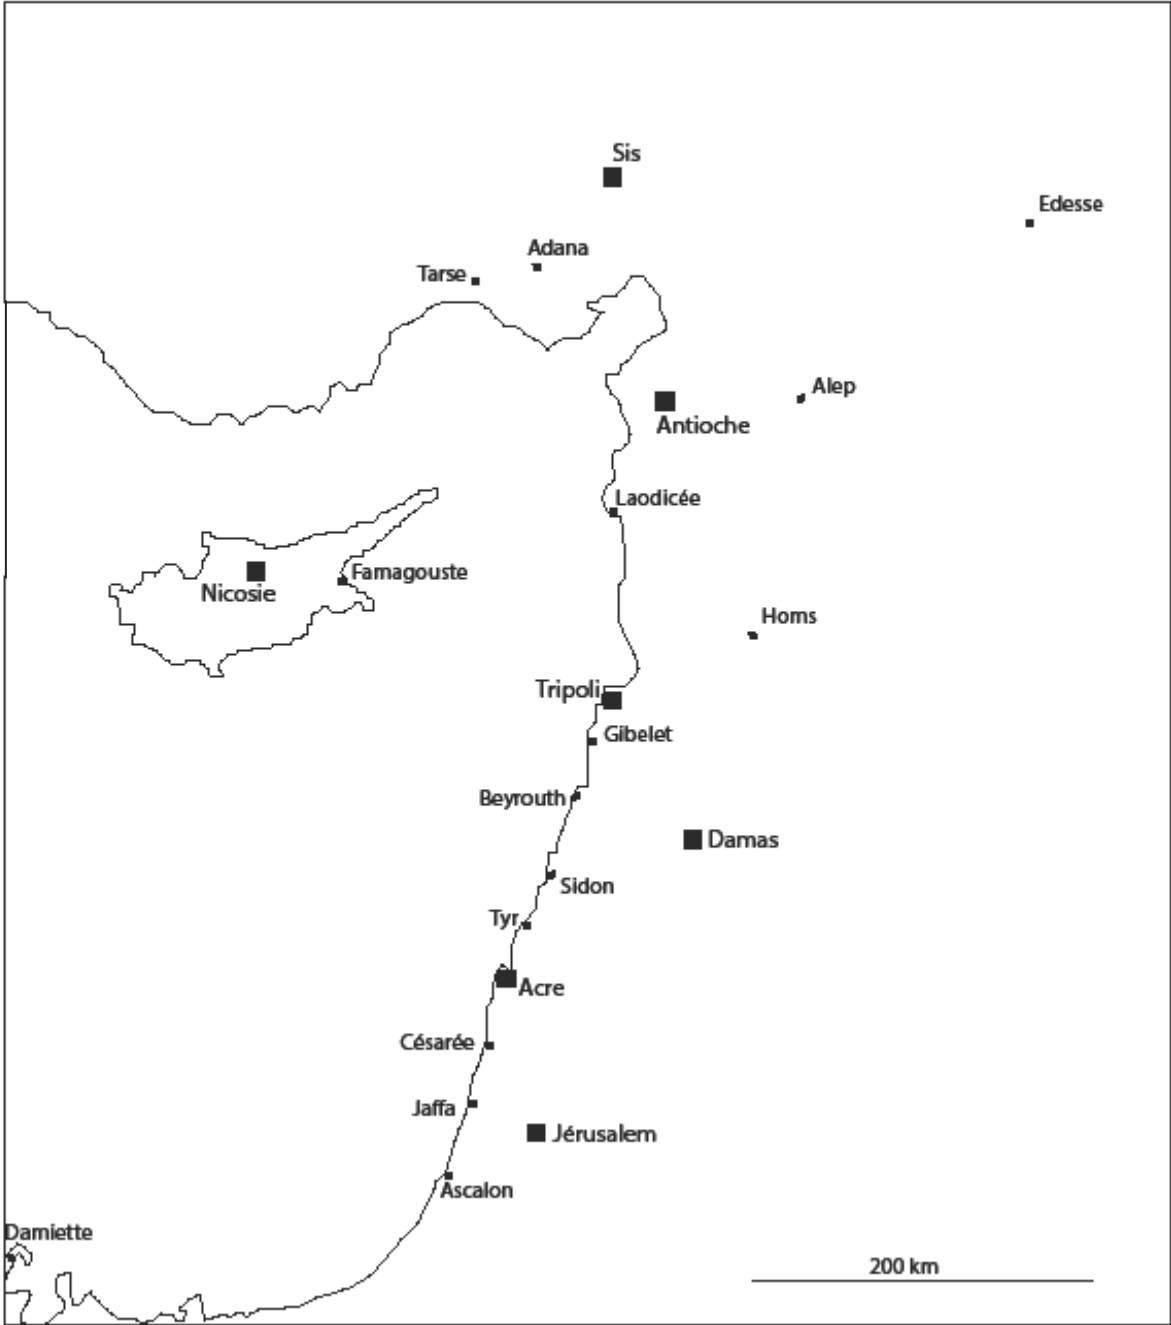 Sis
Edesse
Adana
Tarse
Alep
Antioche
Laodicée
Famagouste
Nicosie
Homs
Tripoli
Gibelet
Beyrouth
Damas
Sidon
Tyr
Acre
Césarée
Jaffa
Jérusalem
Ascalon
Damiette
200 km